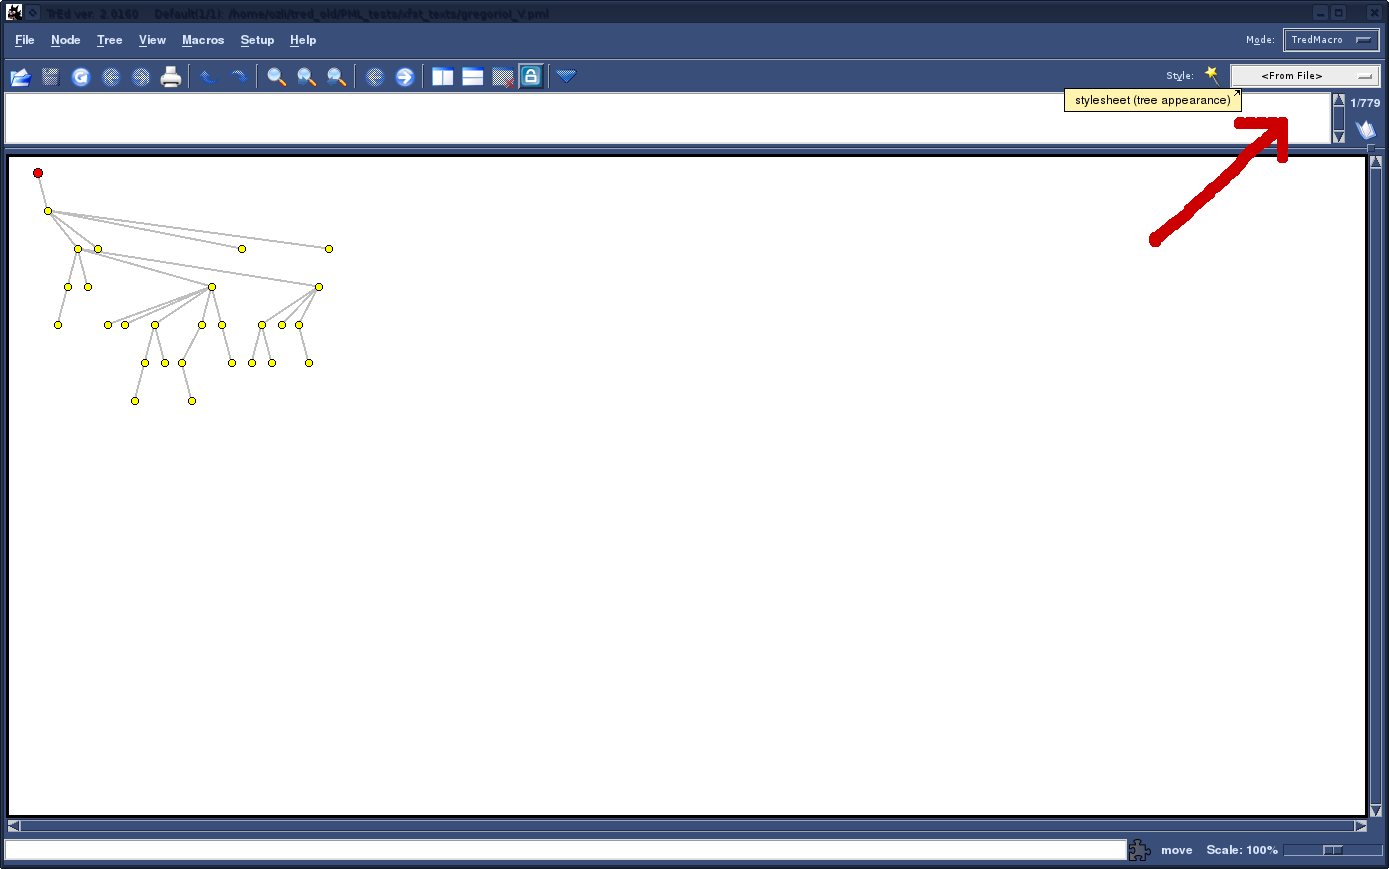 TrEd ver. 2.0160 Default(1/1): /home/ozli/tred_old/PML_tests/xfst_texts/gregorioi_V.pml
File Node Tree View Macros Setup Help
Mode: TredMacro
Style: <From File>
stylesheet (tree appearance)
1/779
move Scale: 100%